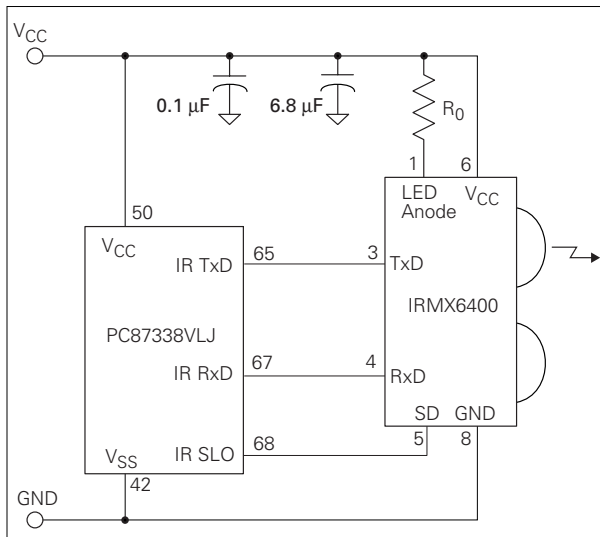 VCC
0.1 µF
6.8 µF
R0
1
6
LED
Anode
VCC
50
VCC
IR TxD
65
3
TxD
PC87338VLJ
IRMX6400
IR RxD
67
4
RxD
SD
GND
IR SLO
68
5
8
VSS
42
GND